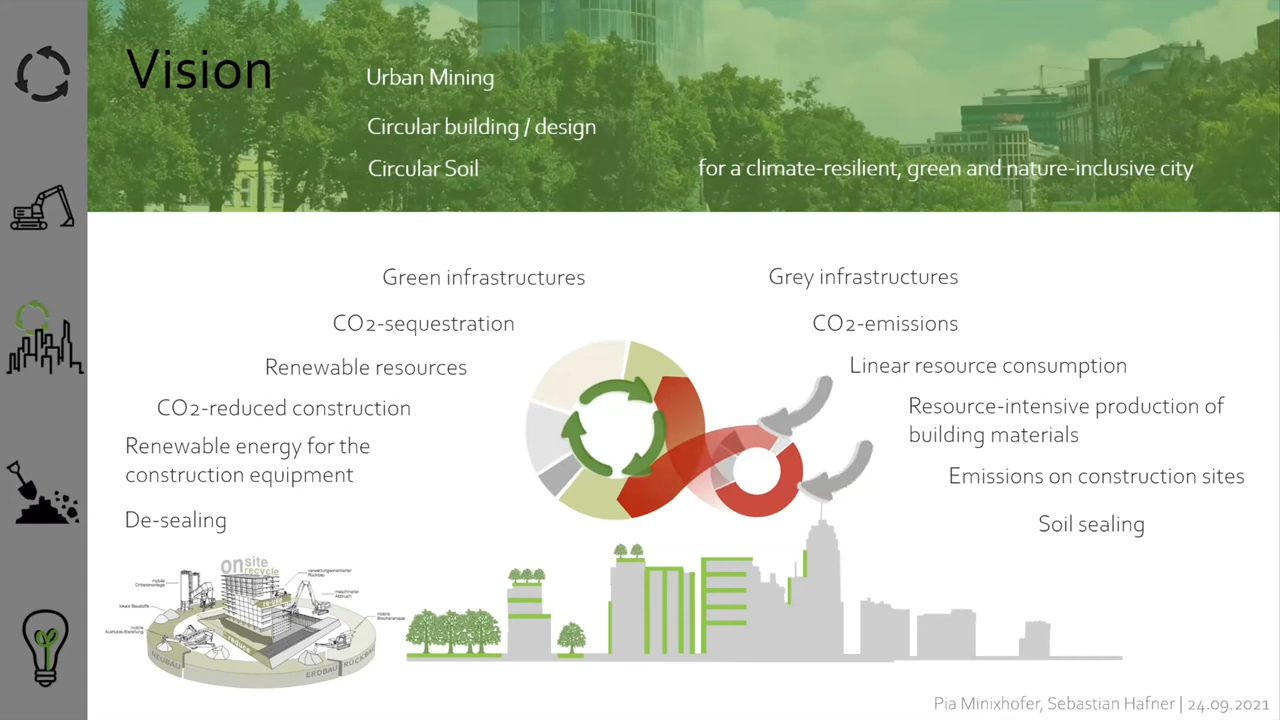 Vision
Urban Mining
Circular building / design
Circular Soil
for a climate-resilient, green and nature-inclusive city
Green infrastructures
Grey infrastructures
CO2-sequestration
CO2-emissions
Renewable resources
Linear resource consumption
CO2-reduced construction
Resource-intensive production of
building materials
Renewable energy for the
construction equipment
Emissions on construction sites
De-sealing
Soil sealing
onsite
recycle
reduce
NEUBAU
ERDBAU
Pia Minixhofer, Sebastian Hafner | 24.09.2021